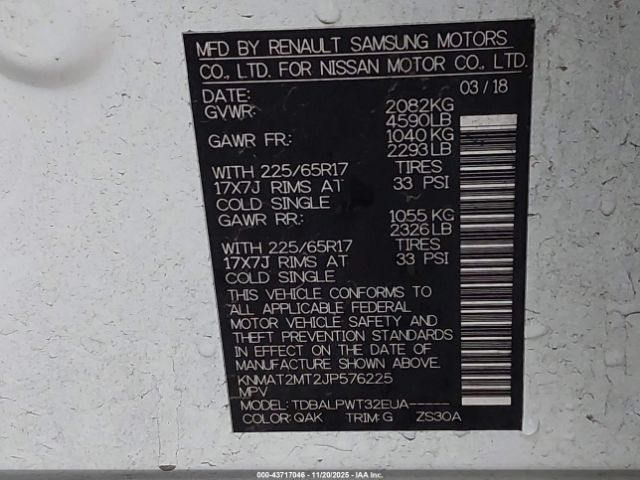 MFD BY RENAULT SAMSUNG MOTORS
CO., LTD. FOR NISSAN MOTOR CO., LTD.
DATE: 03 / 18
GVWR: 2082KG
4590LB
GAWR FR: 1040 KG
2293 LB
WITH 225/65R17 TIRES
17X7J RIMS AT 33 PSI
COLD SINGLE
GAWR RR: 1055 KG
2326 LB
WITH 225/65R17 TIRES
17X7J RIMS AT 33 PSI
COLD SINGLE
THIS VEHICLE CONFORMS TO
ALL APPLICABLE FEDERAL
MOTOR VEHICLE SAFETY AND
THEFT PREVENTION STANDARDS
IN EFFECT ON THE DATE OF
MANUFACTURE SHOWN ABOVE.
KNMAT2MT2JP576225
MPV
MODEL: TDBALPWT32EUA-----
COLOR: QAK TRIM: G ZS30A
000-43717046 - 11/20/2025 - IAAI.COM